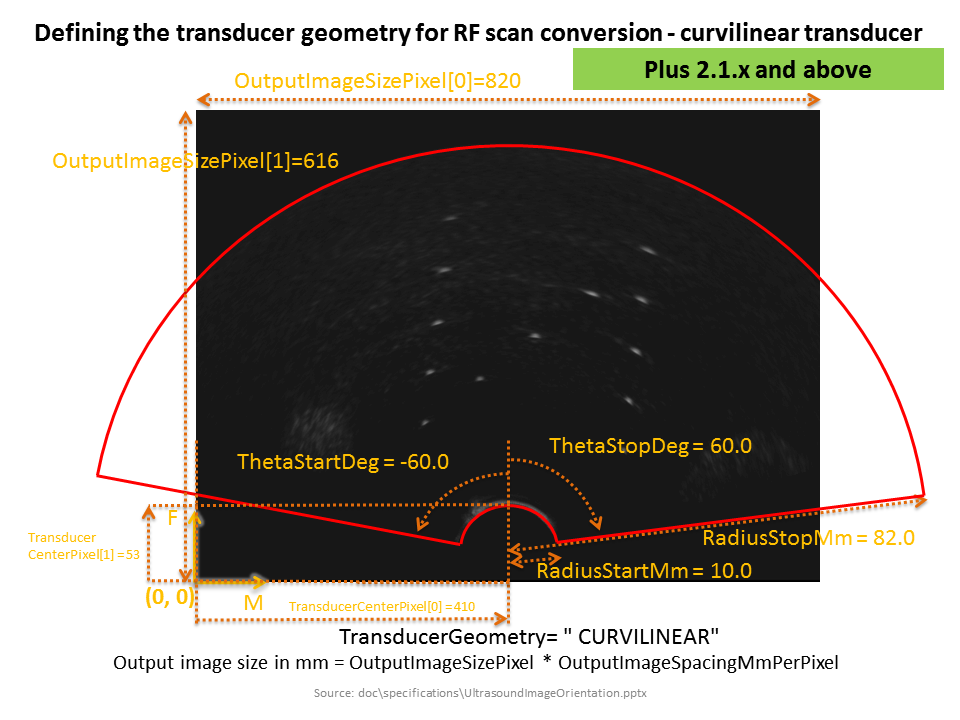 Defining the transducer geometry for RF scan conversion - curvilinear transducer
Plus 2.1.x and above
OutputImageSizePixel[0]=820
OutputImageSizePixel[1]=616
ThetaStopDeg = 60.0
ThetaStartDeg = -60.0
F
Transducer
CenterPixel[1] = 53
RadiusStopMm = 82.0
RadiusStartMm = 10.0
(0, 0)
M
TransducerCenterPixel[0] = 410
TransducerGeometry= " CURVILINEAR"
Output image size in mm = OutputImageSizePixel * OutputImageSpacingMmPerPixel
Source: doc\specifications\UltrasoundImageOrientation.pptx